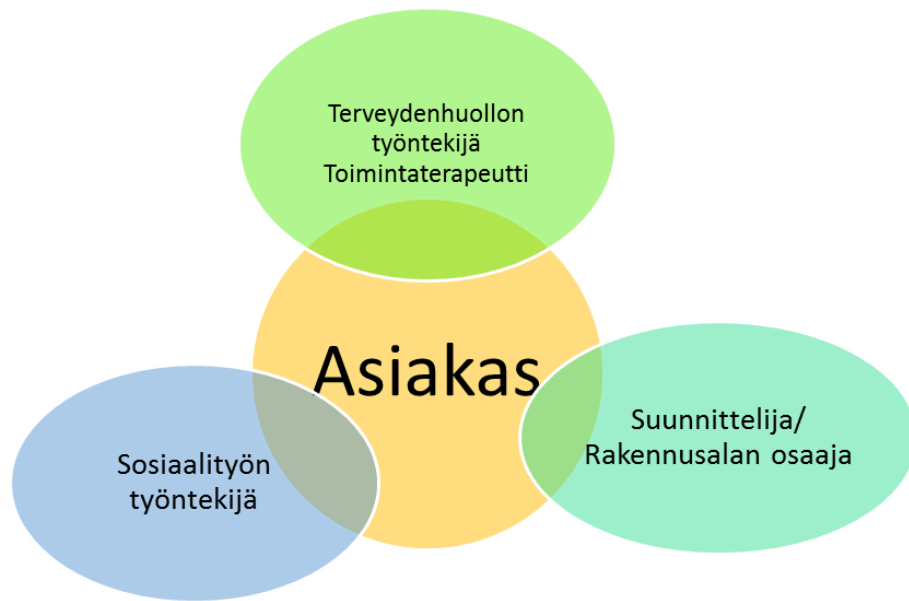 Terveydenhuollon
työntekijä
Toimintaterapeutti
Asiakas
Suunnittelija/
Rakennusalan osaaja
Sosiaalityön
työntekijä